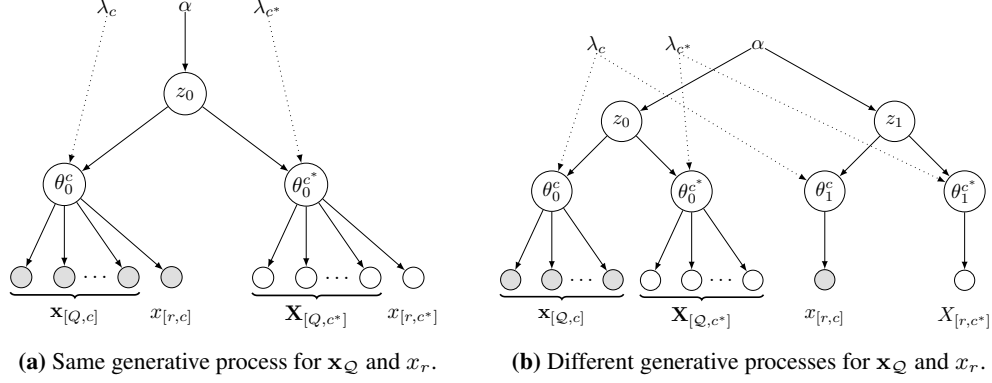 λ_c α λ_{c*}
z_0
θ_0^c θ_0^{c*}
··· ···
x_{[Q,c]} x_{[r,c]} X_{[Q,c*]} x_{[r,c*]}
(a) Same generative process for x_𝒬 and x_r.
λ_c λ_{c*} α
z_0 z_1
θ_0^c θ_0^{c*} θ_1^c θ_1^{c*}
··· ···
x_{[𝒬,c]} X_{[𝒬,c*]} x_{[r,c]} X_{[r,c*]}
(b) Different generative processes for x_𝒬 and x_r.